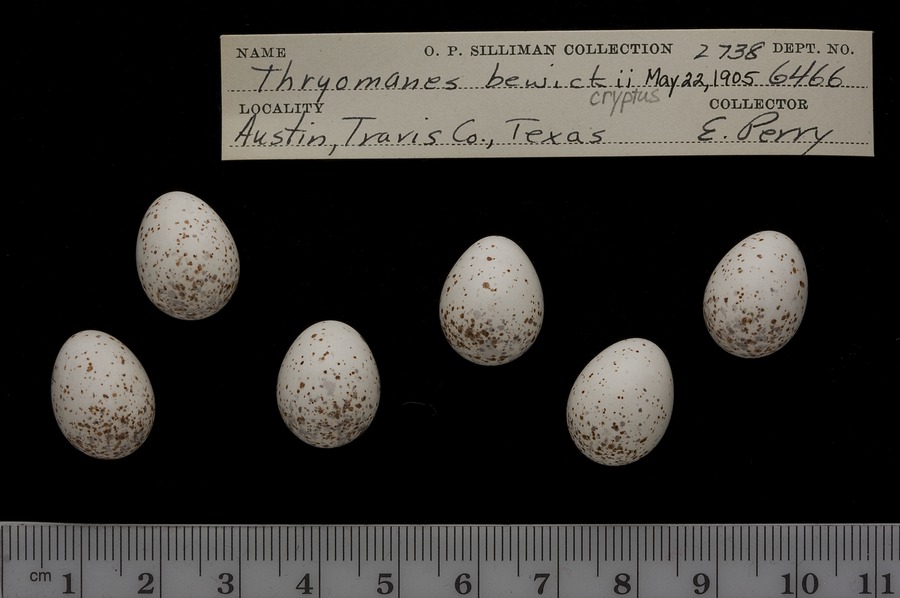 NAME O. P. SILLIMAN COLLECTION 2738 DEPT. NO.
Thryomanes bewickii May 22, 1905 6466
cryptus
LOCALITY COLLECTOR
Austin, Travis Co., Texas E. Perry
cm 1 2 3 4 5 6 7 8 9 10 11